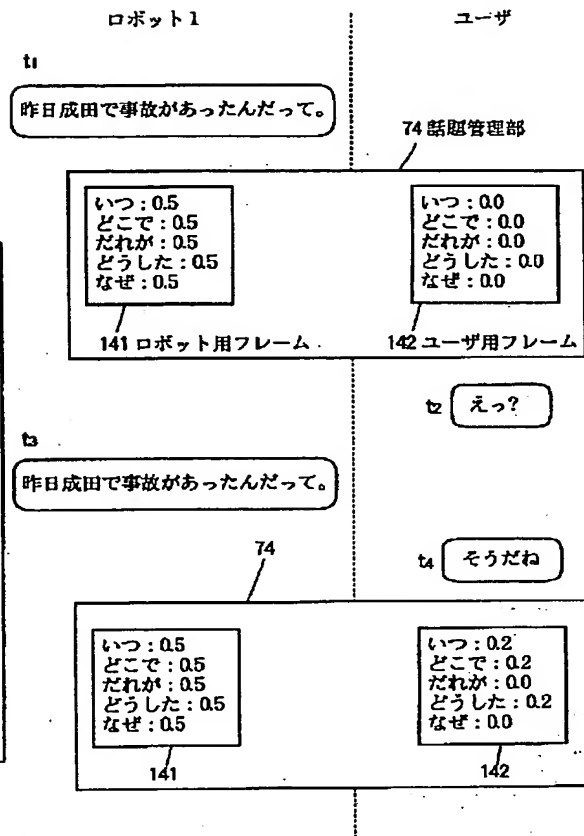 ロボット1 ユーザ
t1
昨日成田で事故があったんだって。
74 話題管理部
いつ:0.5
どこで:0.5
だれが:0.5
どうした:0.5
なぜ:0.5
いつ:0.0
どこで:0.0
だれが:0.0
どうした:0.0
なぜ:0.0
141 ロボット用フレーム
142 ユーザ用フレーム
t2 えっ?
t3
昨日成田で事故があったんだって。
74
t4 そうだね
いつ:0.5
どこで:0.5
だれが:0.5
どうした:0.5
なぜ:0.5
いつ:0.2
どこで:0.2
だれが:0.0
どうした:0.2
なぜ:0.0
141
142